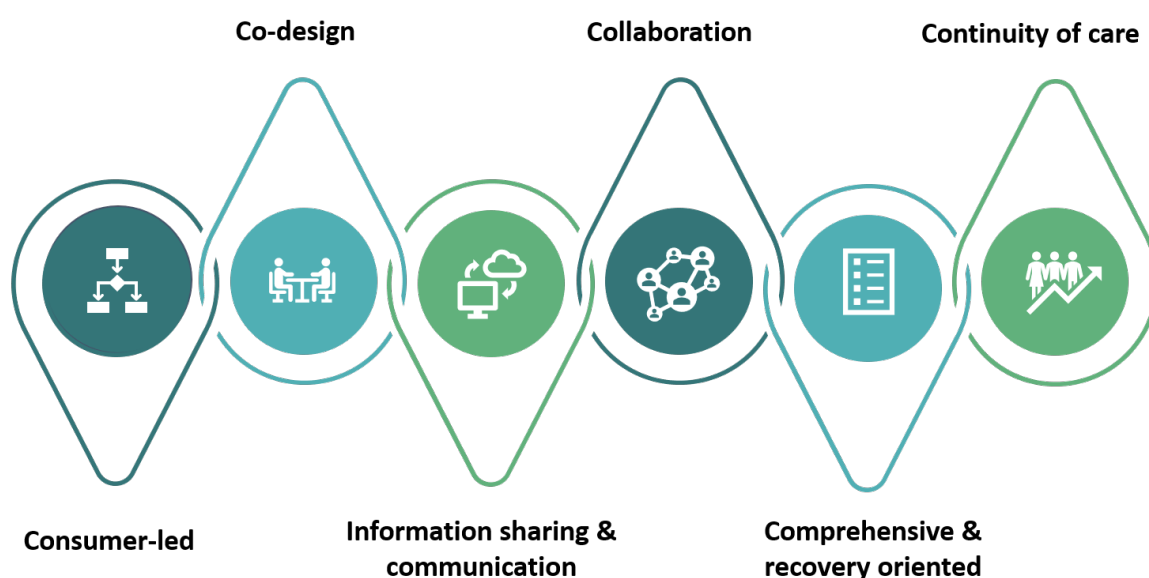 Co-design
Collaboration
Continuity of care
Consumer-led
Information sharing &
communication
Comprehensive &
recovery oriented